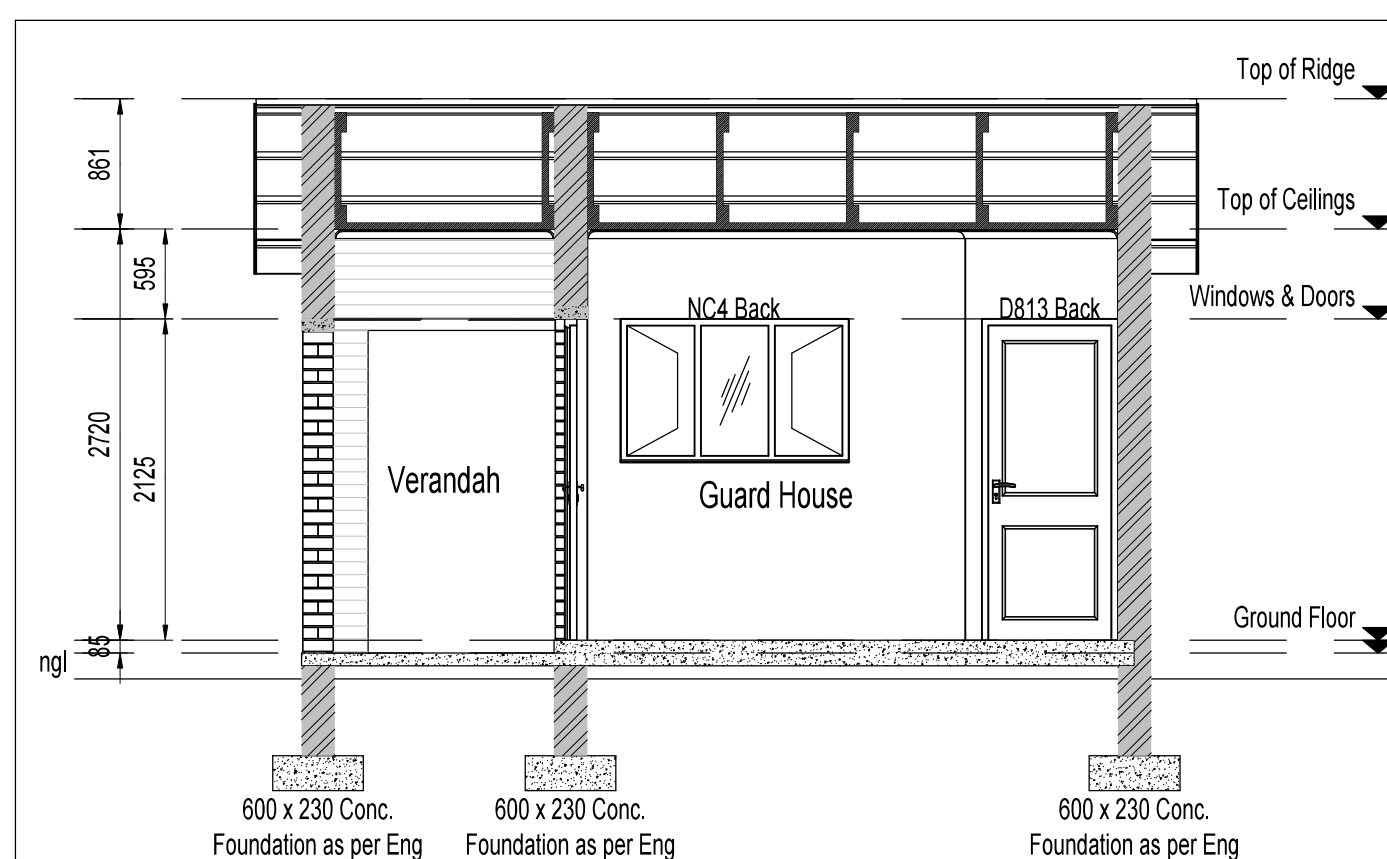 Top of Ridge
861
Top of Ceilings
595
Windows & Doors
NC4 Back
D813 Back
2720
2125
Verandah
Guard House
Ground Floor
85
ngl
600 x 230 Conc.
Foundation as per Eng
600 x 230 Conc.
Foundation as per Eng
600 x 230 Conc.
Foundation as per Eng